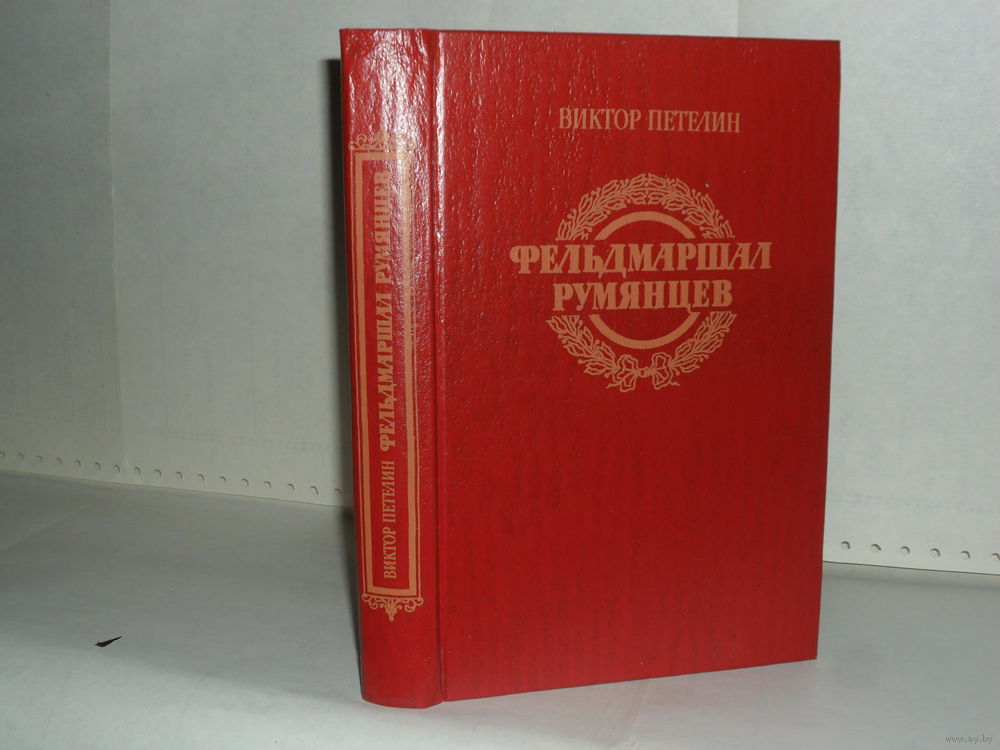 ВИКТОР ПЕТЕЛИН
ФЕЛЬДМАРШАЛ
РУМЯНЦЕВ
ВИКТОР ПЕТЕЛИН ФЕЛЬДМАРШАЛ РУМЯНЦЕВ
www.ay.by